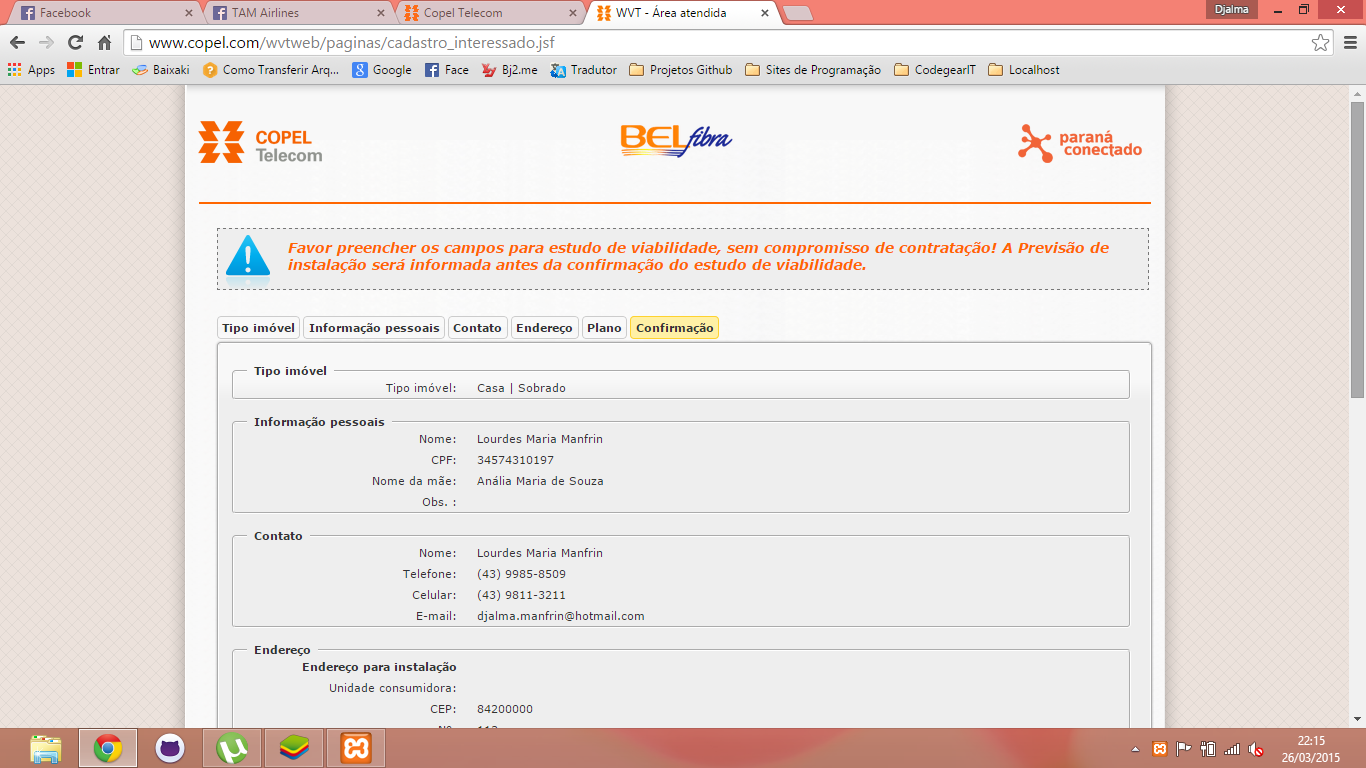 Facebook
TAM Airlines
Copel Telecom
WVT - Área atendida
Djalma
www.copel.com/wvtweb/paginas/cadastro_interessado.jsf
Apps
Entrar
Baixaki
Como Transferir Arq...
Google
Face
Bj2.me
Tradutor
Projetos Github
Sites de Programação
CodegearIT
Localhost
COPEL
Telecom
BEL fibra
paraná
conectado
Favor preencher os campos para estudo de viabilidade, sem compromisso de contratação! A Previsão de
instalação será informada antes da confirmação do estudo de viabilidade.
Tipo imóvel
Informação pessoais
Contato
Endereço
Plano
Confirmação
Tipo imóvel
Tipo imóvel: Casa | Sobrado
Informação pessoais
Nome: Lourdes Maria Manfrin
CPF: 34574310197
Nome da mãe: Anália Maria de Souza
Obs. :
Contato
Nome: Lourdes Maria Manfrin
Telefone: (43) 9985-8509
Celular: (43) 9811-3211
E-mail: djalma.manfrin@hotmail.com
Endereço
Endereço para instalação
Unidade consumidora:
CEP: 84200000
22:15
26/03/2015